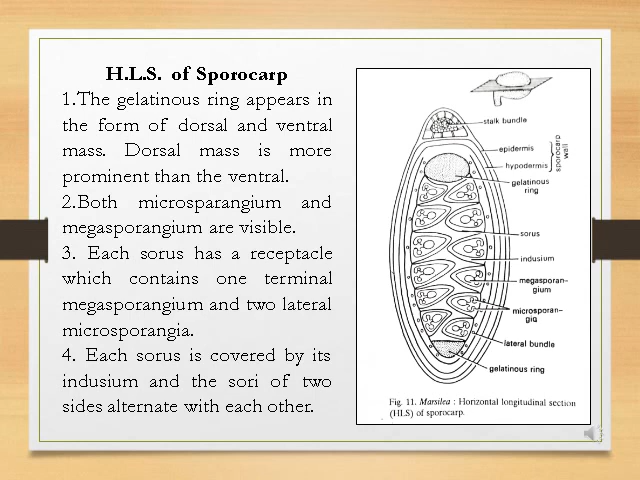 H.L.S. of Sporocarp
1.The gelatinous ring appears in
the form of dorsal and ventral
mass. Dorsal mass is more
prominent than the ventral.
2.Both microsparangium and
megasporangium are visible.
3. Each sorus has a receptacle
which contains one terminal
megasporangium and two lateral
microsporangia.
4. Each sorus is covered by its
indusium and the sori of two
sides alternate with each other.
stalk bundle
epidermis
hypodermis
sporocarp
wall
gelatinous
ring
sorus
indusium
megasporan-
gium
microsporan-
gia
lateral bundle
gelatinous ring
Fig. 11. Marsilea : Horizontal longitudinal section
(HLS) of sporocarp.